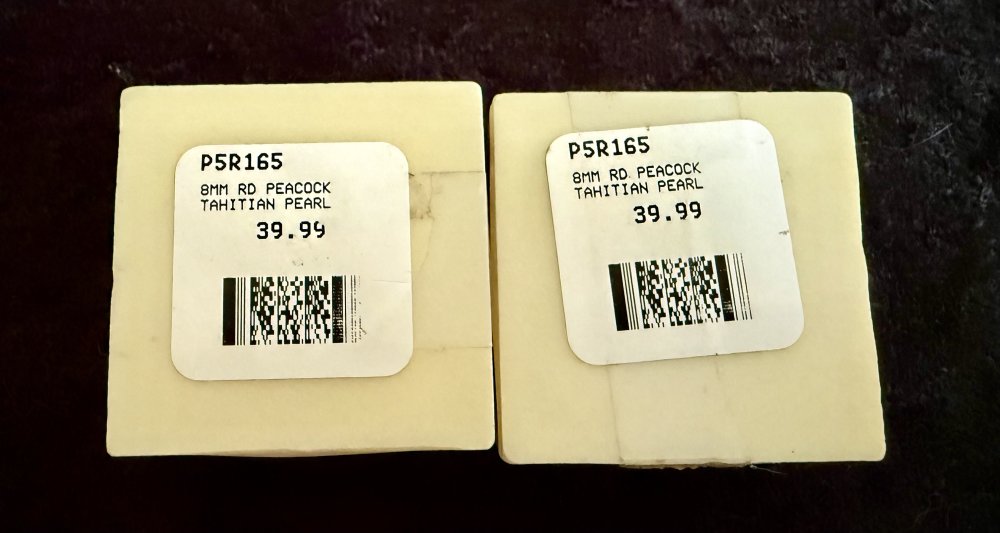 P5R165
8MM RD PEACOCK
TAHITIAN PEARL
39.99
P5R165
8MM RD PEACOCK
TAHITIAN PEARL
39.99